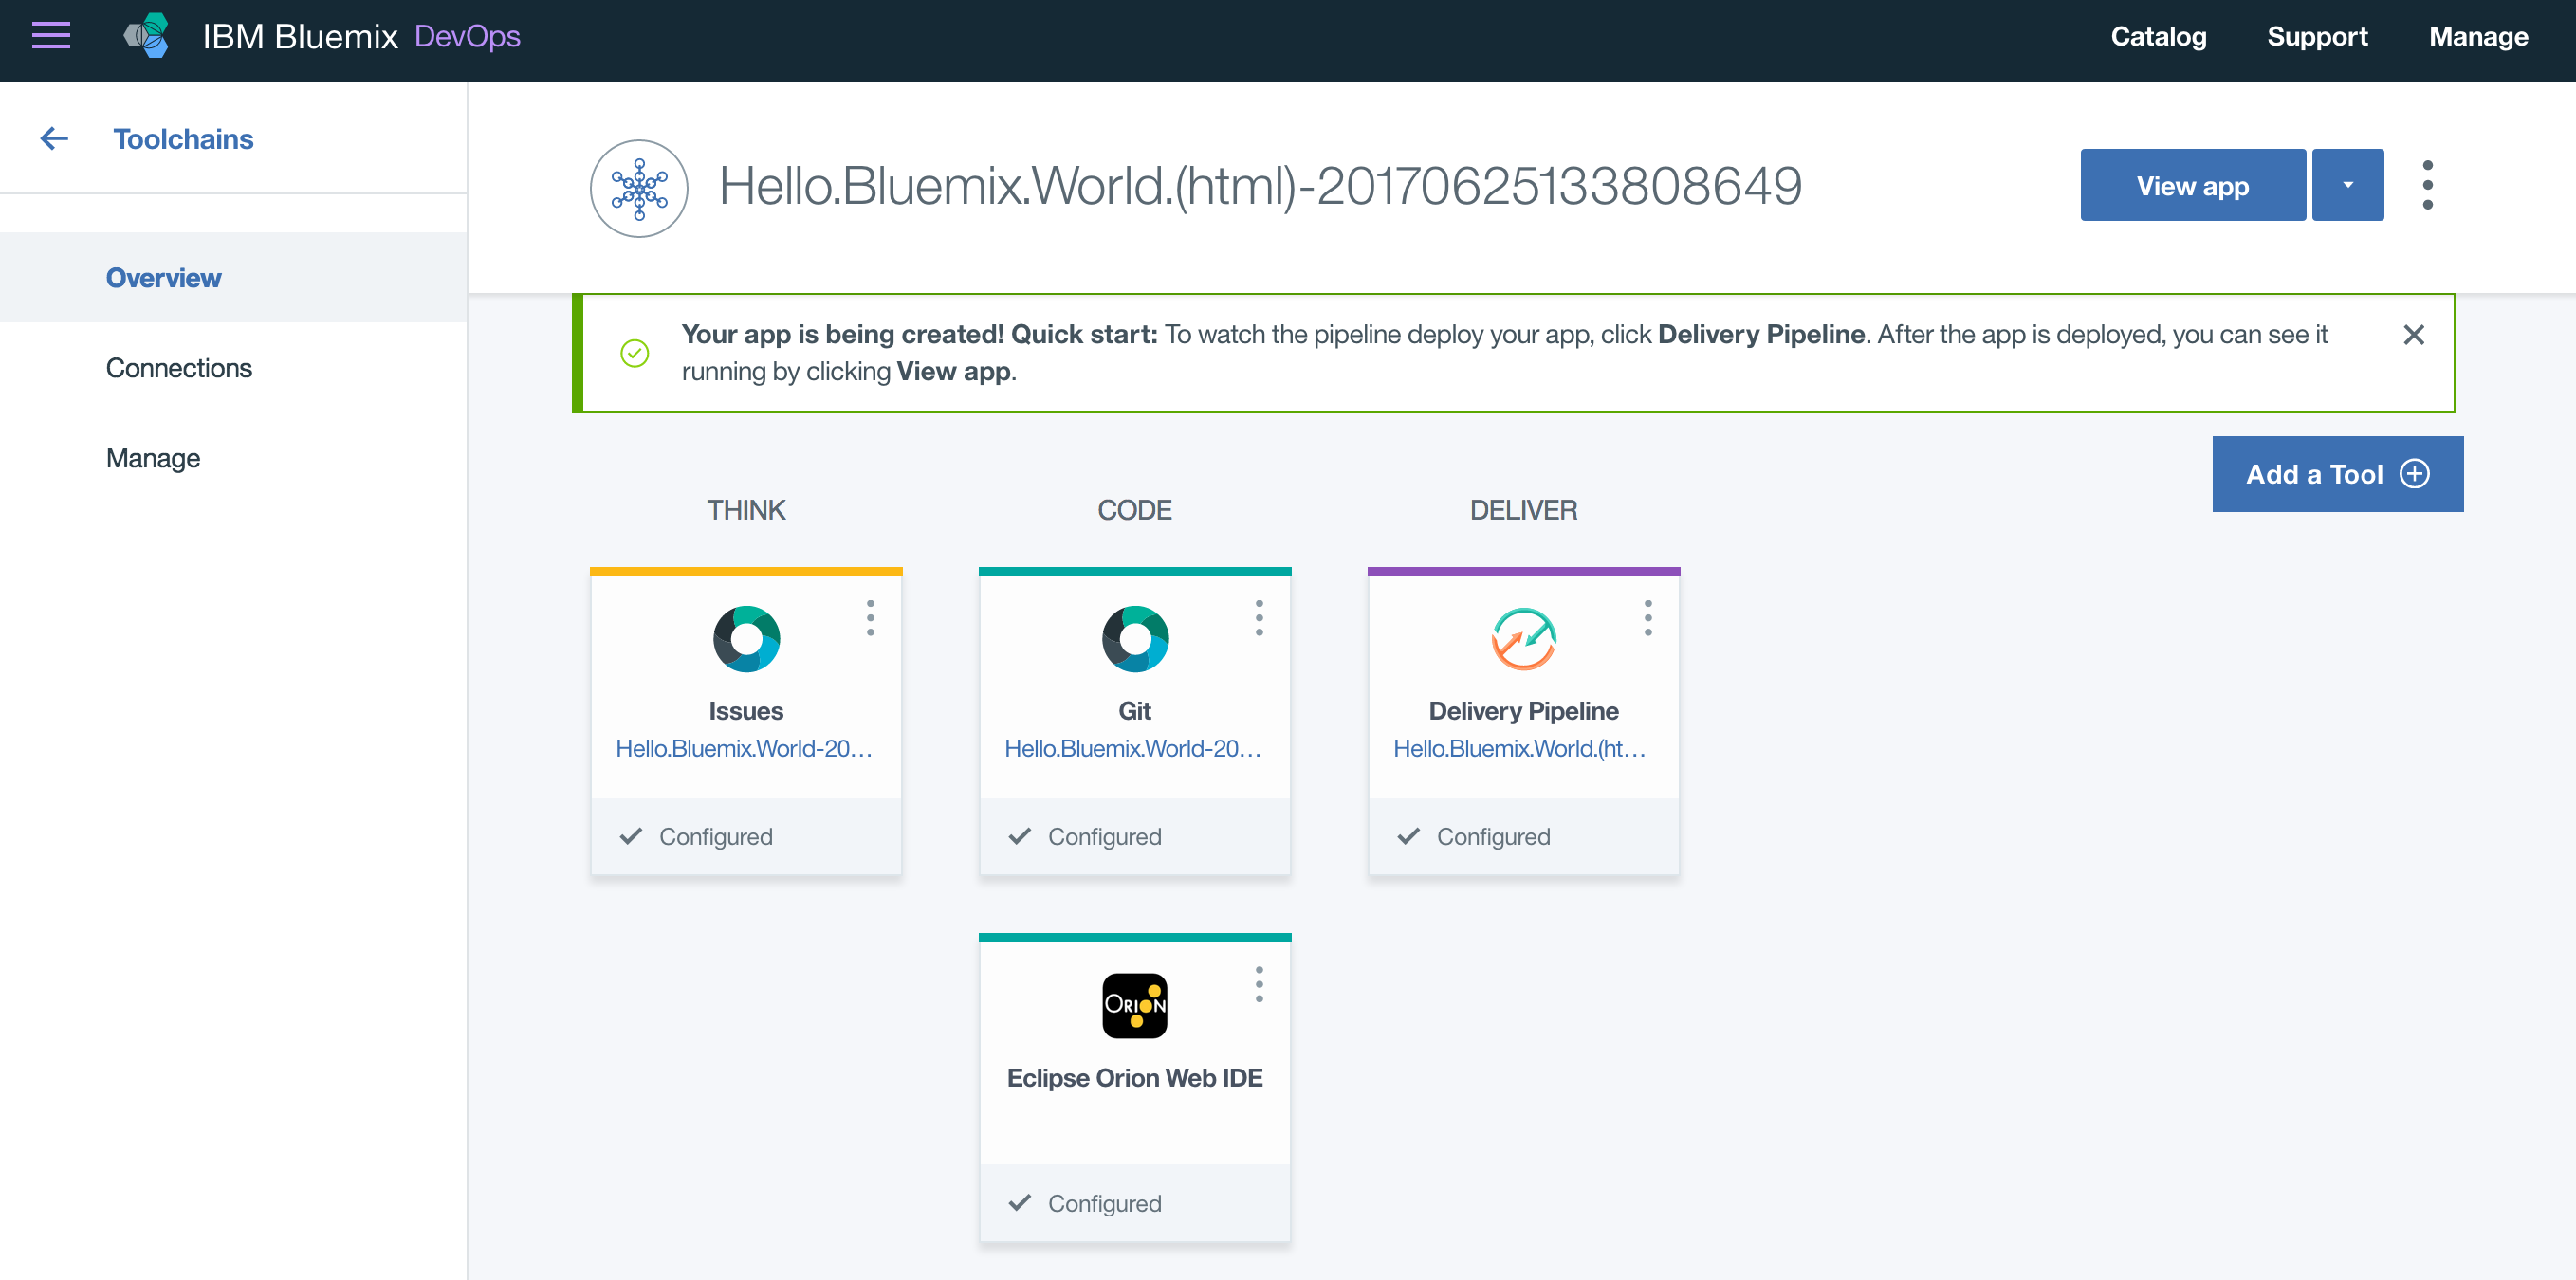 IBM Bluemix DevOps
Catalog
Support
Manage
Toolchains
Overview
Connections
Manage
Hello.Bluemix.World.(html)-20170625133808649
View app
Your app is being created! Quick start: To watch the pipeline deploy your app, click Delivery Pipeline. After the app is deployed, you can see it
running by clicking View app.
Add a Tool
THINK
CODE
DELIVER
Issues
Hello.Bluemix.World-20...
Configured
Git
Hello.Bluemix.World-20...
Configured
Delivery Pipeline
Hello.Bluemix.World.(ht...
Configured
ORION
Eclipse Orion Web IDE
Configured